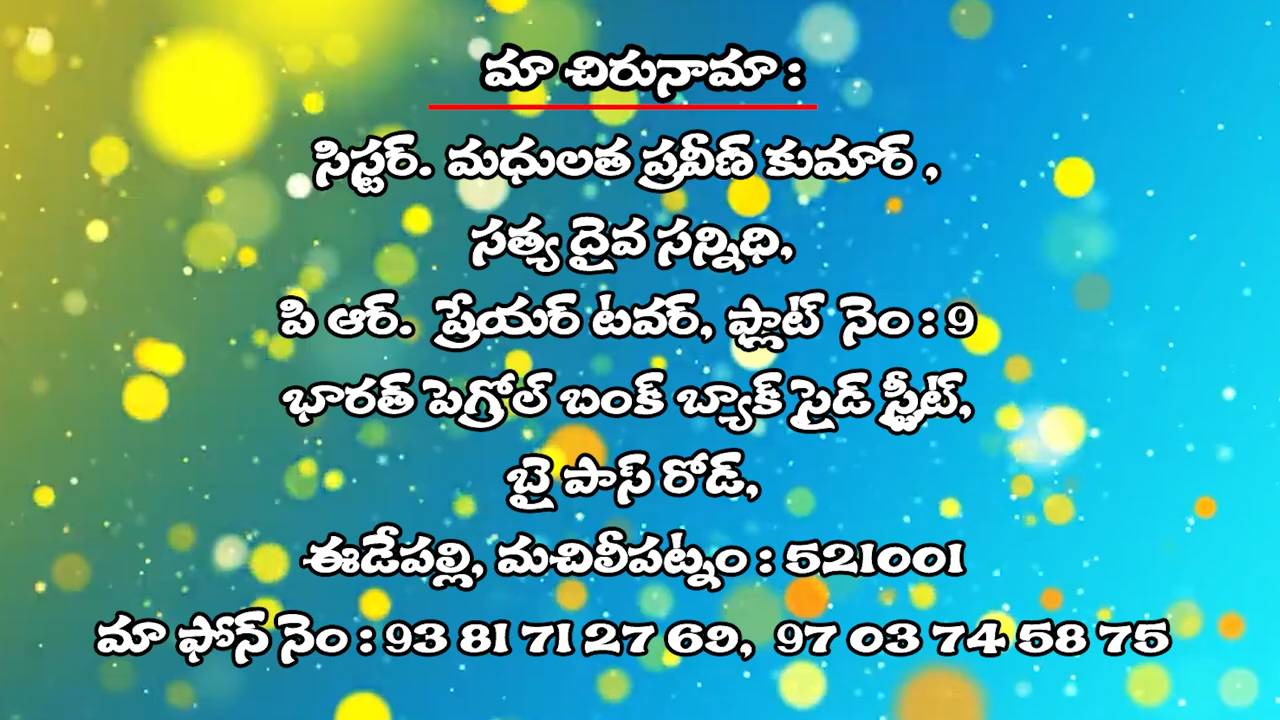 మా చిరునామా :
సిస్టర్. మధులత ప్రవీణ్ కుమార్ ,
సత్య దైవ సన్నిధి,
పి ఆర్. ప్రేయర్ టవర్, ఫ్లాట్ నెం : 9
భారత్ పెగ్రోల్ బంక్ బ్యాక్ సైడ్ స్ట్రీట్,
బై పాస్ రోడ్,
ఈడేపల్లి, మచిలీపట్నం : 521001
మా ఫోన్ నెం : 93 81 71 27 69, 97 03 74 58 75